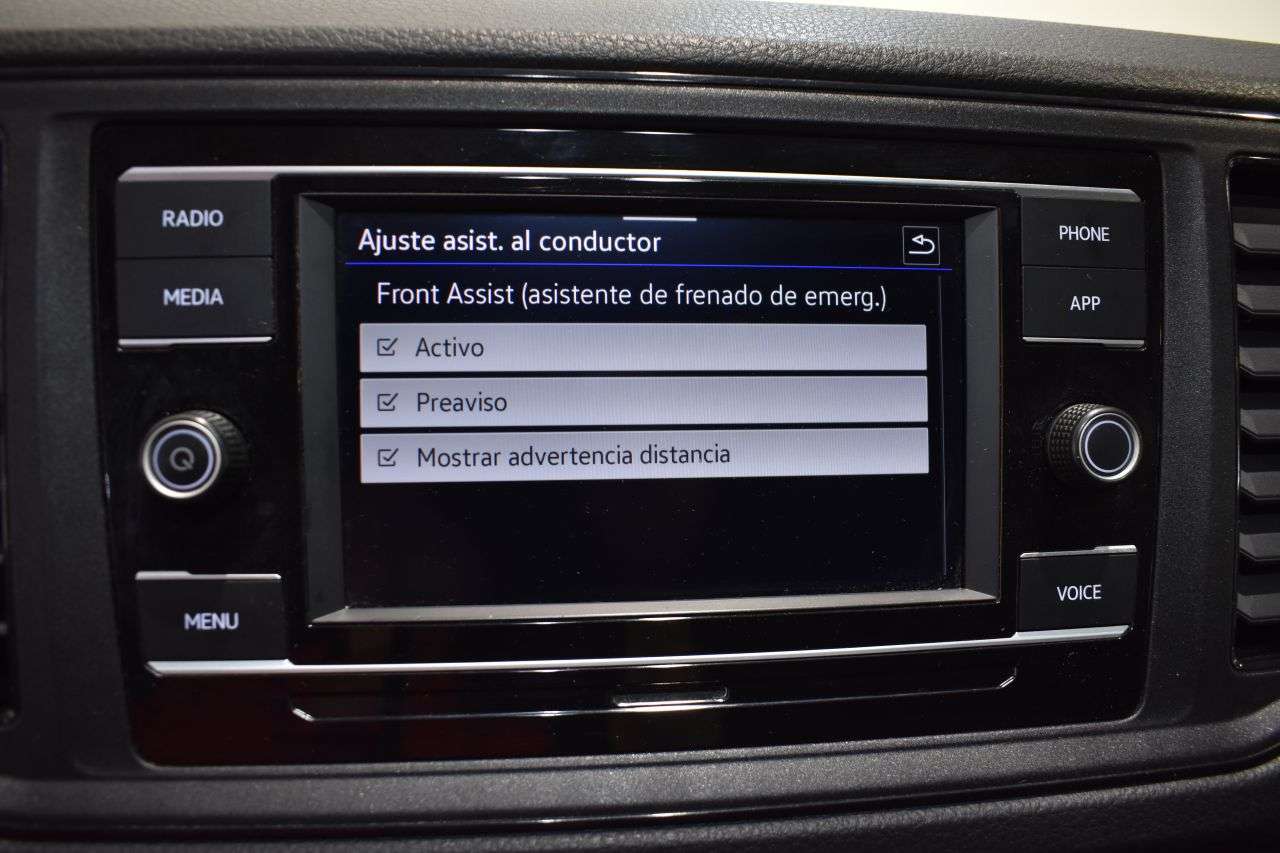 RADIO
MEDIA
MENU
Ajuste asist. al conductor
Front Assist (asistente de frenado de emerg.)
Activo
Preaviso
Mostrar advertencia distancia
PHONE
APP
VOICE